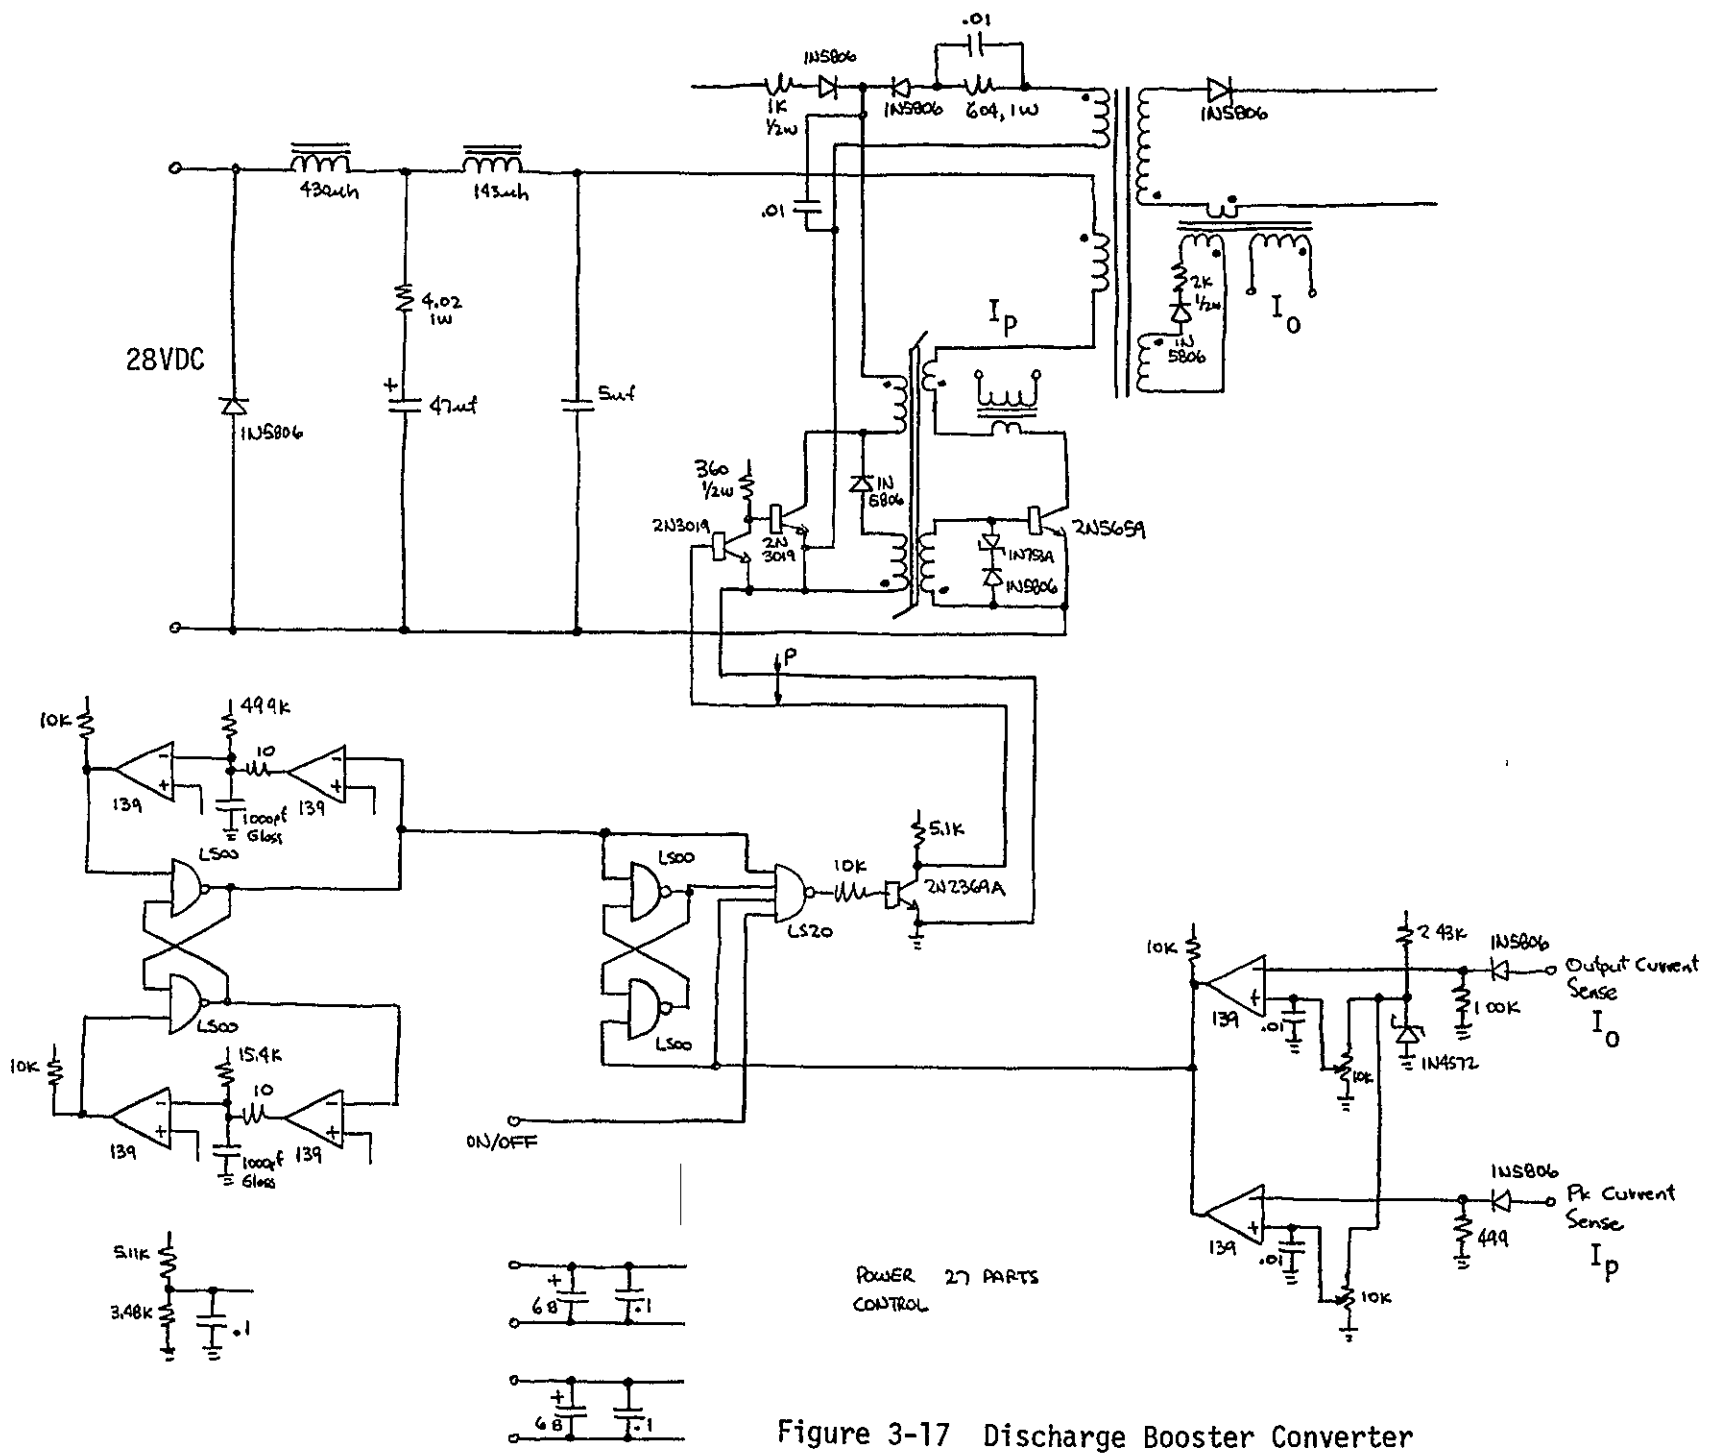 .01
1N5806
1K
1/2W
1N5806
604, 1W
1N5806
430uh
143uh
.01
4.02
1W
28VDC
+
47uf
5uf
1N5806
Ip
2K
1/2W
1N
5806
IO
360
1/2W
1N
5806
2N3019
2N
3019
2N5659
1N753A
1N5806
P
10K
499K
10
-
+
-
+
139
1000pf
Glass
139
LS00
LS00
LS00
LS00
10K
5.1K
2N2369A
LS20
10K
15.4K
10
-
+
-
+
139
1000pf
Glass
139
ON/OFF
10K
2.43K
1N5806
Output Current
Sense
IO
-
+
139
.01
100K
10K
1N4572
1N5806
Pk Current
Sense
Ip
-
+
139
.01
499
10K
5.11K
3.48K
.1
+
68
.1
+
68
.1
POWER 27 PARTS
CONTROL
Figure 3-17 Discharge Booster Converter